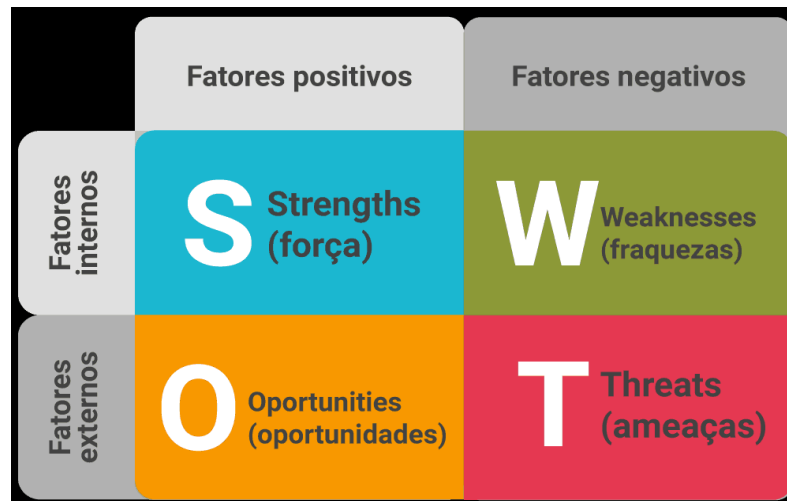 Fatores positivos
Fatores negativos
Fatores
internos
S
Strengths
(força)
W
Weaknesses
(fraquezas)
Fatores
externos
O
Oportunities
(oportunidades)
T
Threats
(ameaças)